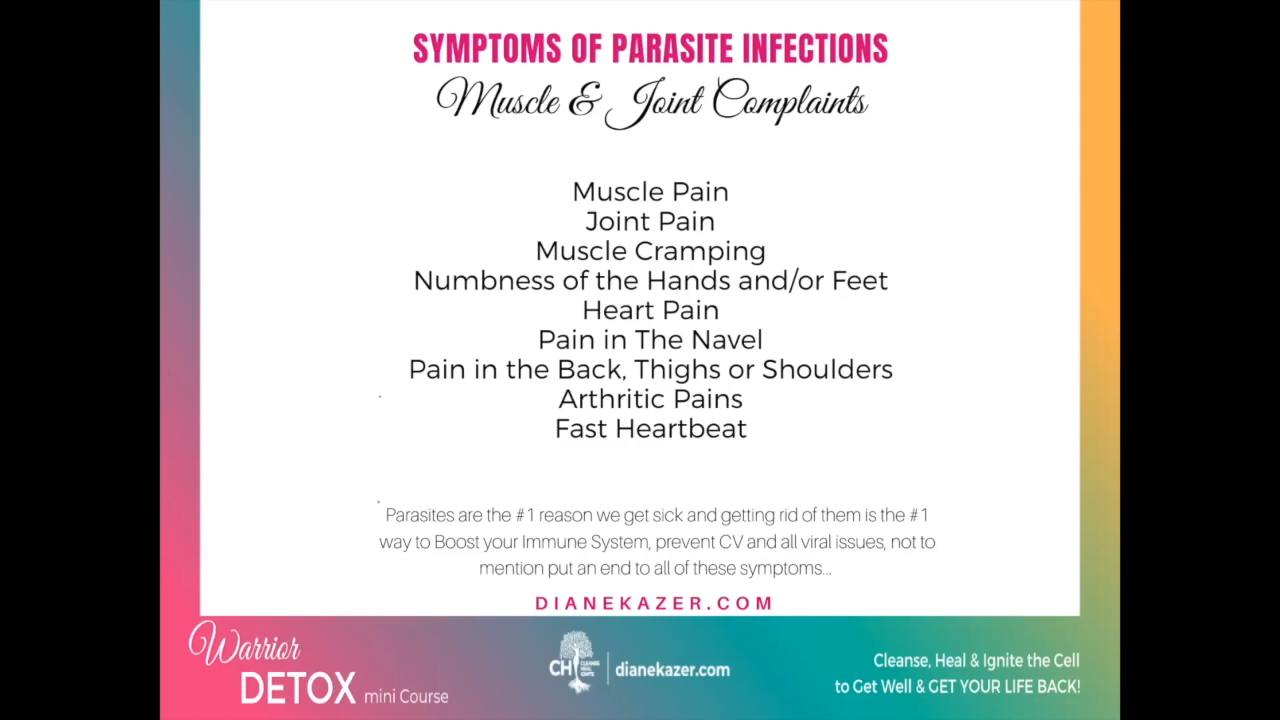 SYMPTOMS OF PARASITE INFECTIONS
Muscle & Joint Complaints
Muscle Pain
Joint Pain
Muscle Cramping
Numbness of the Hands and/or Feet
Heart Pain
Pain in The Navel
Pain in the Back, Thighs or Shoulders
Arthritic Pains
Fast Heartbeat
Parasites are the #1 reason we get sick and getting rid of them is the #1
way to Boost your Immune System, prevent CV and all viral issues, not to
mention put an end to all of these symptoms...
DIANEKAZER.COM
Warrior
DETOX mini Course
CHI CLEANSE HEAL IGNITE
dianekazer.com
Cleanse, Heal & Ignite the Cell
to Get Well & GET YOUR LIFE BACK!